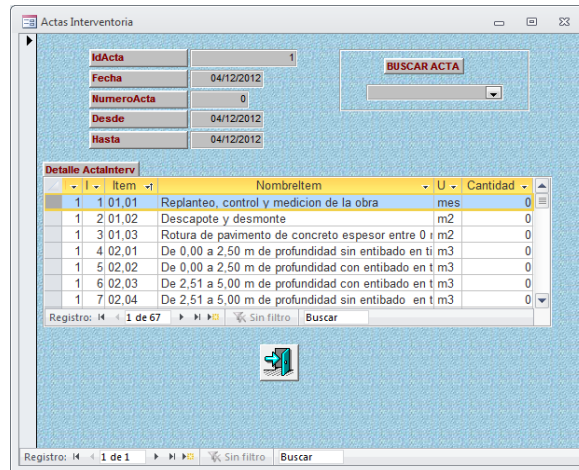 Actas Interventoria
IdActa 1
BUSCAR ACTA
Fecha 04/12/2012
NumeroActa 0
Desde 04/12/2012
Hasta 04/12/2012
Detalle ActaInterv
I Item NombreItem U Cantidad
1 1 01,01 Replanteo, control y medicion de la obra mes 0
1 2 01,02 Descapote y desmonte m2 0
1 3 01,03 Rotura de pavimento de concreto espesor entre 0 m2 0
1 4 02,01 De 0,00 a 2,50 m de profundidad sin entibado en ti m3 0
1 5 02,02 De 0,00 a 2,50 m de profundidad con entibado en t m3 0
1 6 02,03 De 2,51 a 5,00 m de profundidad sin entibado en t m3 0
1 7 02,04 De 2,51 a 5,00 m de profundidad con entibado en t m3 0
Registro: 1 de 67 Sin filtro Buscar
Registro: 1 de 1 Sin filtro Buscar